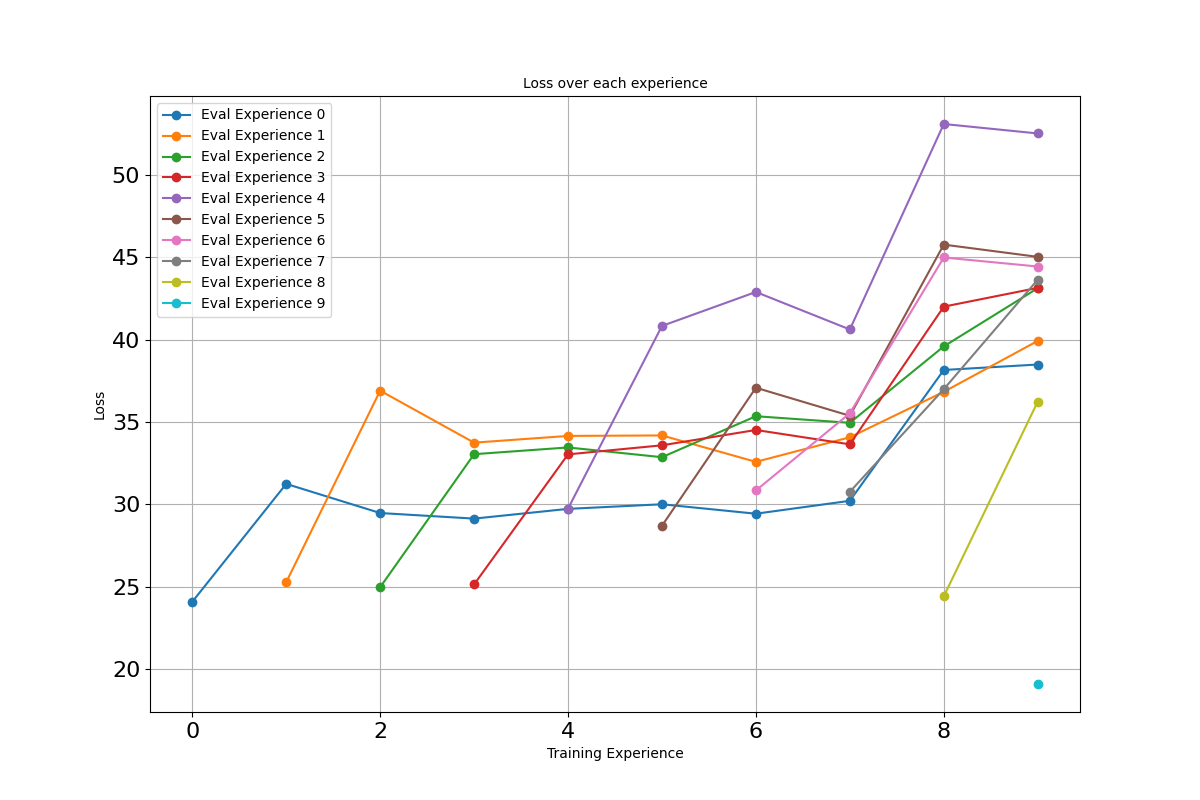 Loss over each experience
Eval Experience 0
Eval Experience 1
Eval Experience 2
Eval Experience 3
Eval Experience 4
Eval Experience 5
Eval Experience 6
Eval Experience 7
Eval Experience 8
Eval Experience 9
50
45
40
35
30
25
20
Loss
0 2 4 6 8
Training Experience